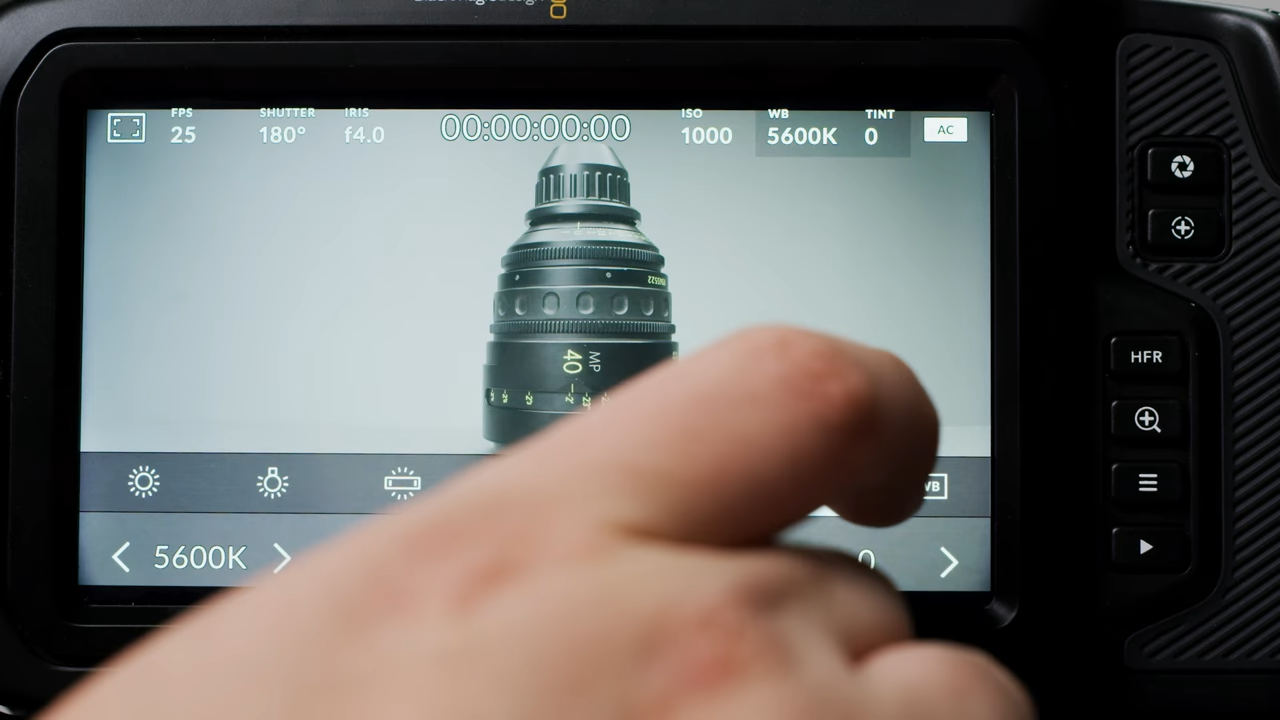 FPS
25
SHUTTER
180°
IRIS
f4.0
00:00:00:00
ISO
1000
WB
5600K
TINT
0
AC
40 MP
HFR
WB
5600K
0